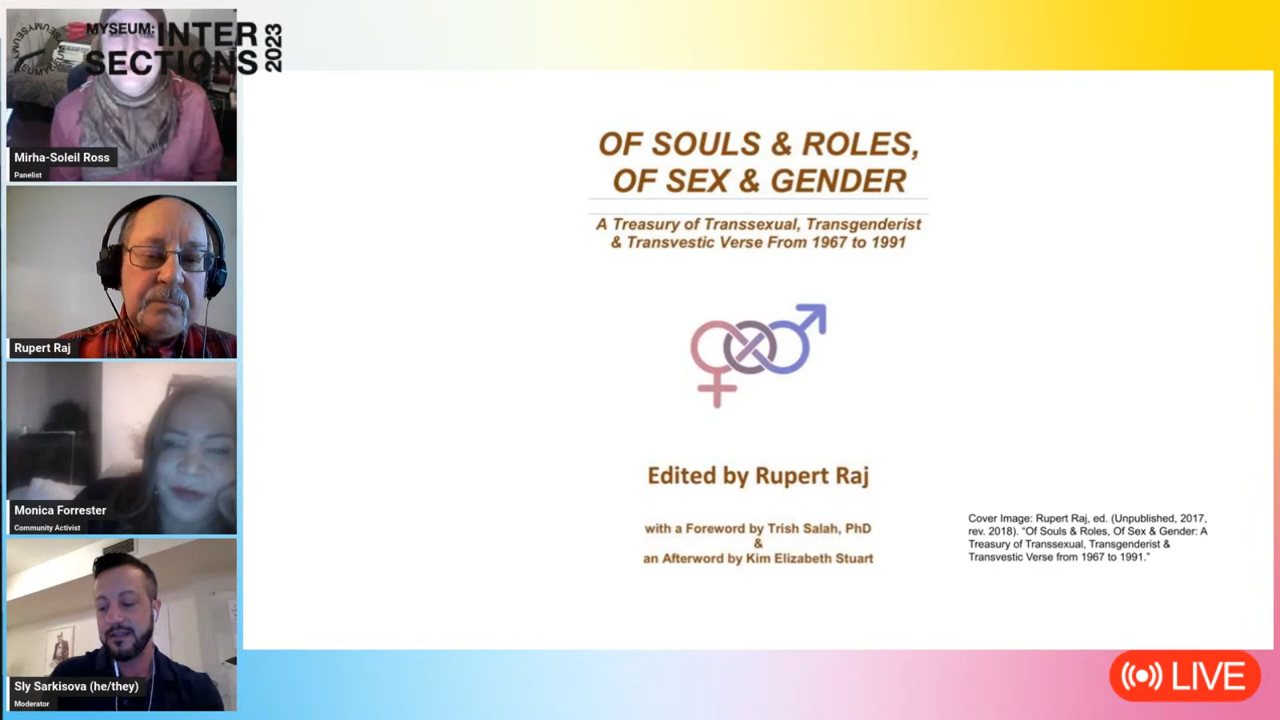 MYSEUM:
INTER
SECTIONS
2023
Mirha-Soleil Ross
Panelist
Rupert Raj
Monica Forrester
Community Activist
Sly Sarkisova (he/they)
Moderator
OF SOULS & ROLES,
OF SEX & GENDER
A Treasury of Transsexual, Transgenderist
& Transvestic Verse From 1967 to 1991
Edited by Rupert Raj
with a Foreword by Trish Salah, PhD
&
an Afterword by Kim Elizabeth Stuart
Cover Image: Rupert Raj, ed. (Unpublished, 2017,
rev. 2018). "Of Souls & Roles, Of Sex & Gender: A
Treasury of Transsexual, Transgenderist &
Transvestic Verse from 1967 to 1991."
LIVE